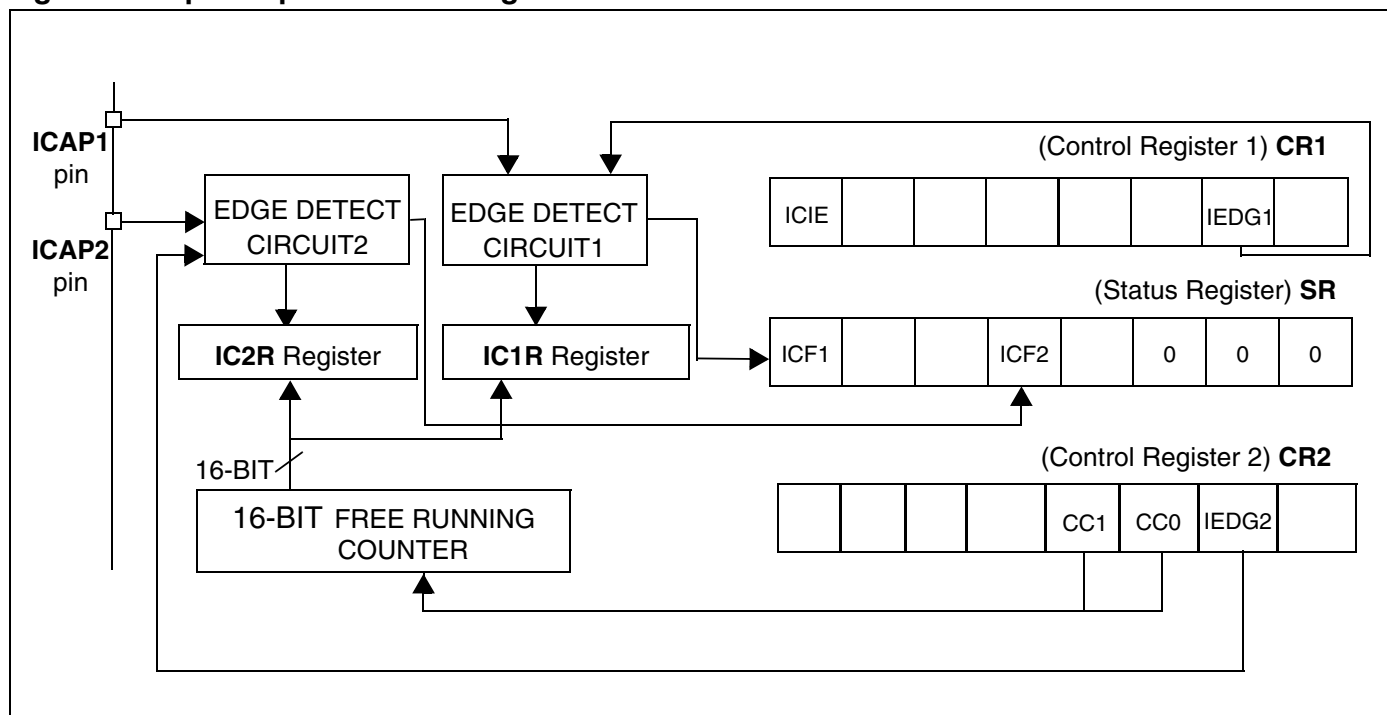 ICAP1
pin
ICAP2
pin
EDGE DETECT
CIRCUIT2
EDGE DETECT
CIRCUIT1
IC2R Register
IC1R Register
16-BIT
16-BIT FREE RUNNING
COUNTER
(Control Register 1) CR1
ICIE IEDG1
(Status Register) SR
ICF1 ICF2 0 0 0
(Control Register 2) CR2
CC1 CC0 IEDG2